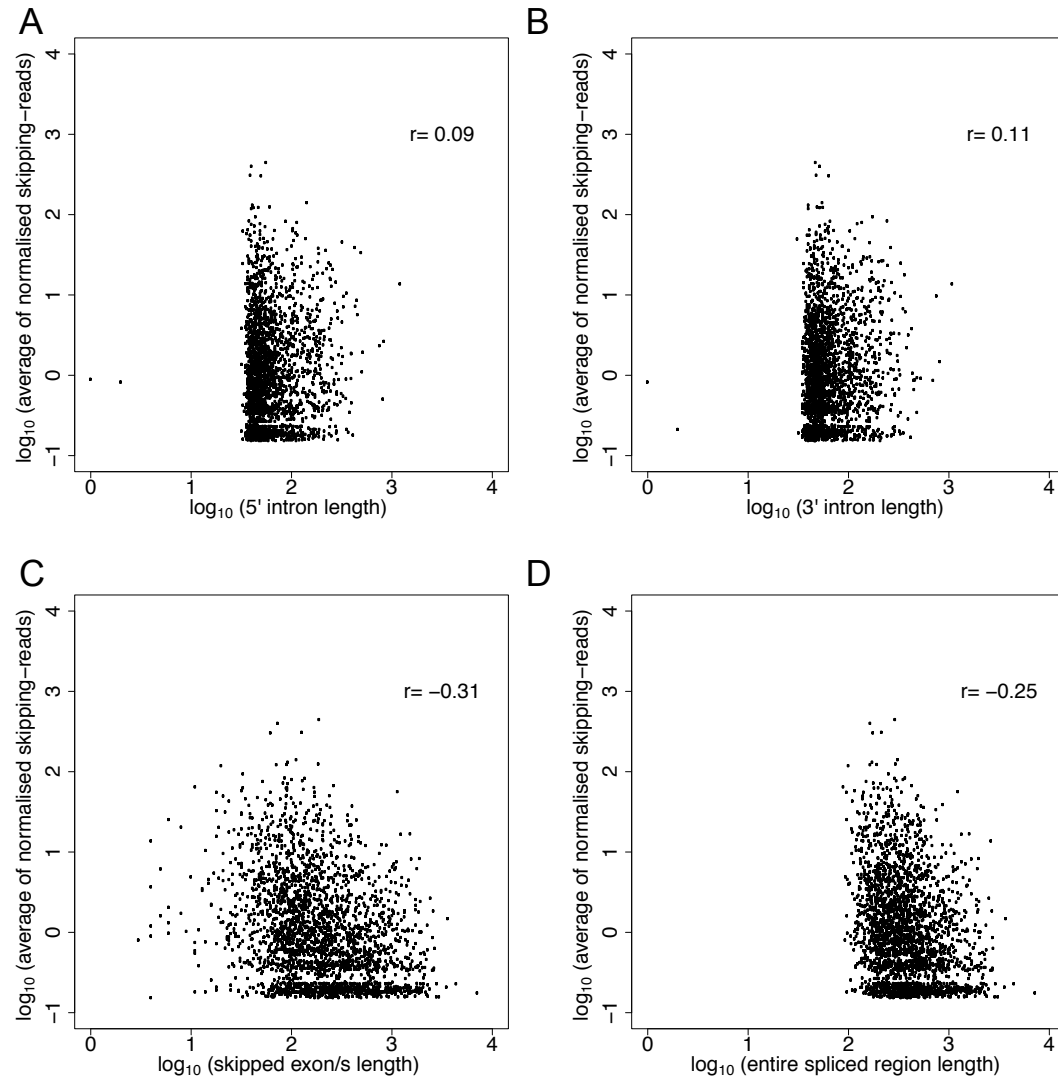 A
log₁₀ (average of normalised skipping−reads)
4
3
2
1
0
−1
r= 0.09
0 1 2 3 4
log₁₀ (5' intron length)
B
log₁₀ (average of normalised skipping−reads)
4
3
2
1
0
−1
r= 0.11
0 1 2 3 4
log₁₀ (3' intron length)
C
log₁₀ (average of normalised skipping−reads)
4
3
2
1
0
−1
r= −0.31
0 1 2 3 4
log₁₀ (skipped exon/s length)
D
log₁₀ (average of normalised skipping−reads)
4
3
2
1
0
−1
r= −0.25
0 1 2 3 4
log₁₀ (entire spliced region length)